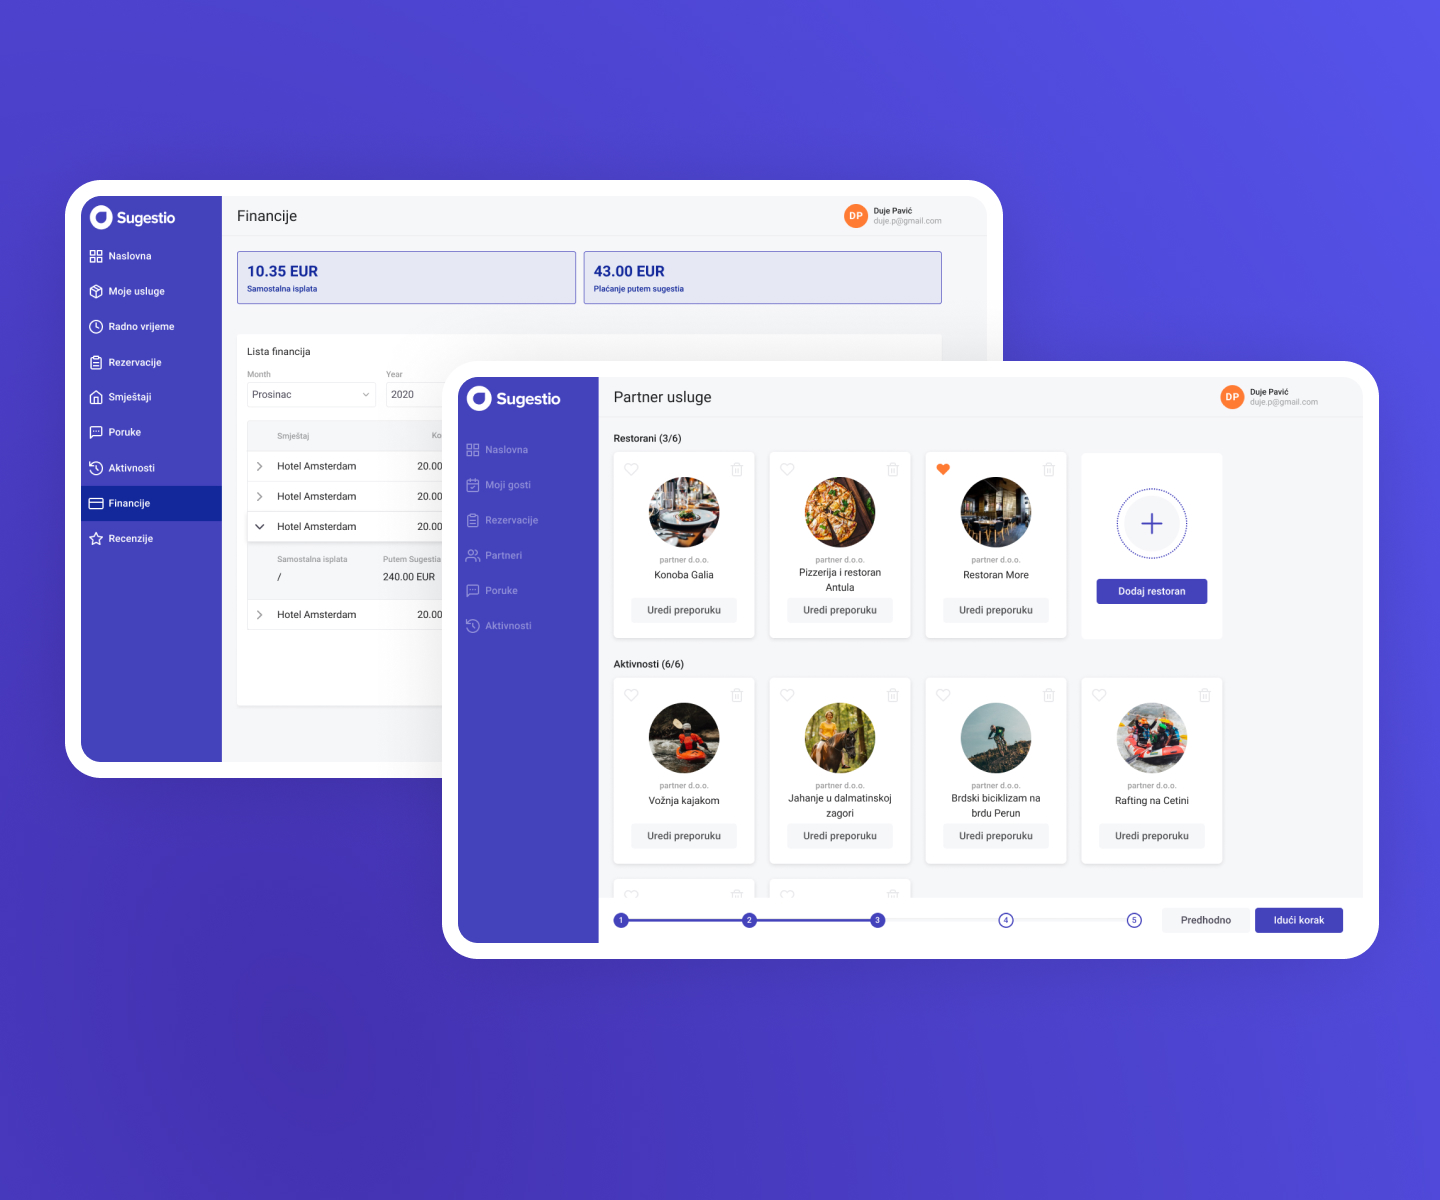 Sugestio
Naslovna
Moje usluge
Radno vrijeme
Rezervacije
Smještaji
Poruke
Aktivnosti
Financije
Recenzije
Financije
DP
Duje Pavić
duje.p@gmail.com
10.35 EUR
Samostalna isplata
43.00 EUR
Plaćanje putem sugestia
Lista financija
Month
Year
Prosinac
2020
Smještaj
Ko
Hotel Amsterdam 20.00
Hotel Amsterdam 20.00
Hotel Amsterdam 20.00
Samostalna isplata Putem Sugestia
/ 240.00 EUR
Hotel Amsterdam 20.00
Sugestio
Naslovna
Moji gosti
Rezervacije
Partneri
Poruke
Aktivnosti
Partner usluge
DP
Duje Pavić
duje.p@gmail.com
Restorani (3/6)
partner d.o.o.
Konoba Galia
Uredi preporuku
partner d.o.o.
Pizzerija i restoran
Antula
Uredi preporuku
partner d.o.o.
Restoran More
Uredi preporuku
Dodaj restoran
Aktivnosti (6/6)
partner d.o.o.
Vožnja kajakom
Uredi preporuku
partner d.o.o.
Jahanje u dalmatinskoj
zagori
Uredi preporuku
partner d.o.o.
Brdski biciklizam na
brdu Perun
Uredi preporuku
partner d.o.o.
Rafting na Cetini
Uredi preporuku
1 2 3 4 5
Predhodno
Idući korak